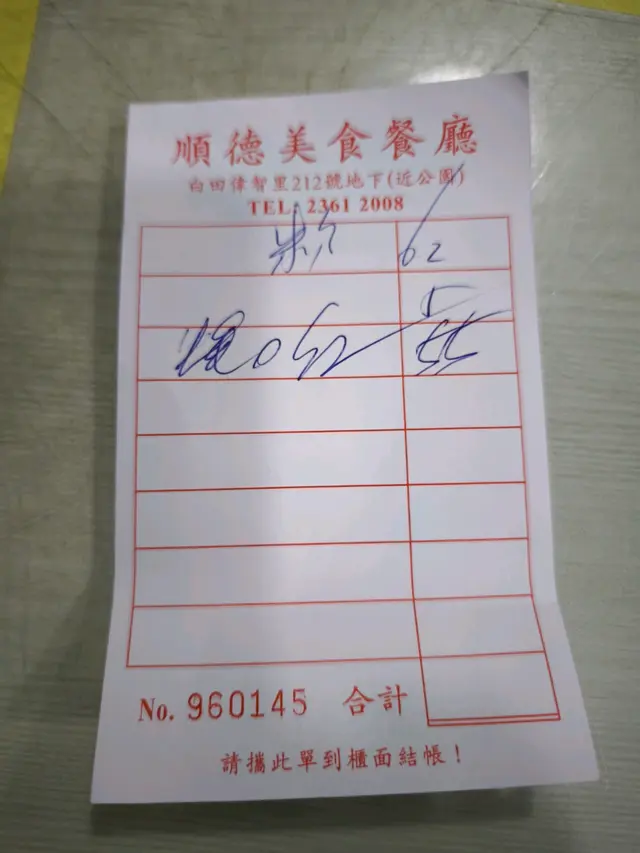 順德美食餐廳
白田偉智里212號地下(近公園)
TEL: 2361 2008
62
No. 960145 合計
請攜此單到櫃面結帳!